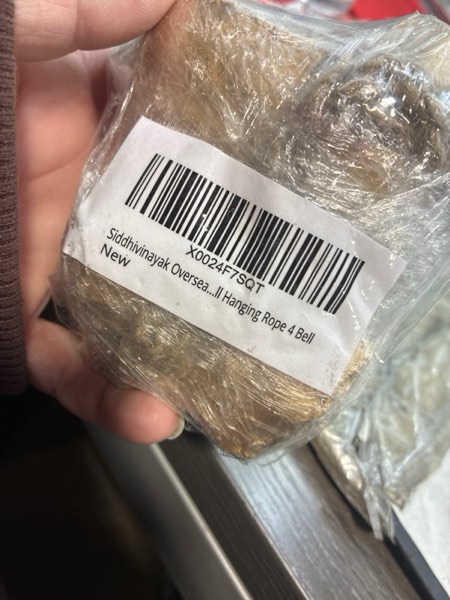 X0024F7SQT
Siddhivinayak Oversea...ll Hanging Rope 4 Bell
New